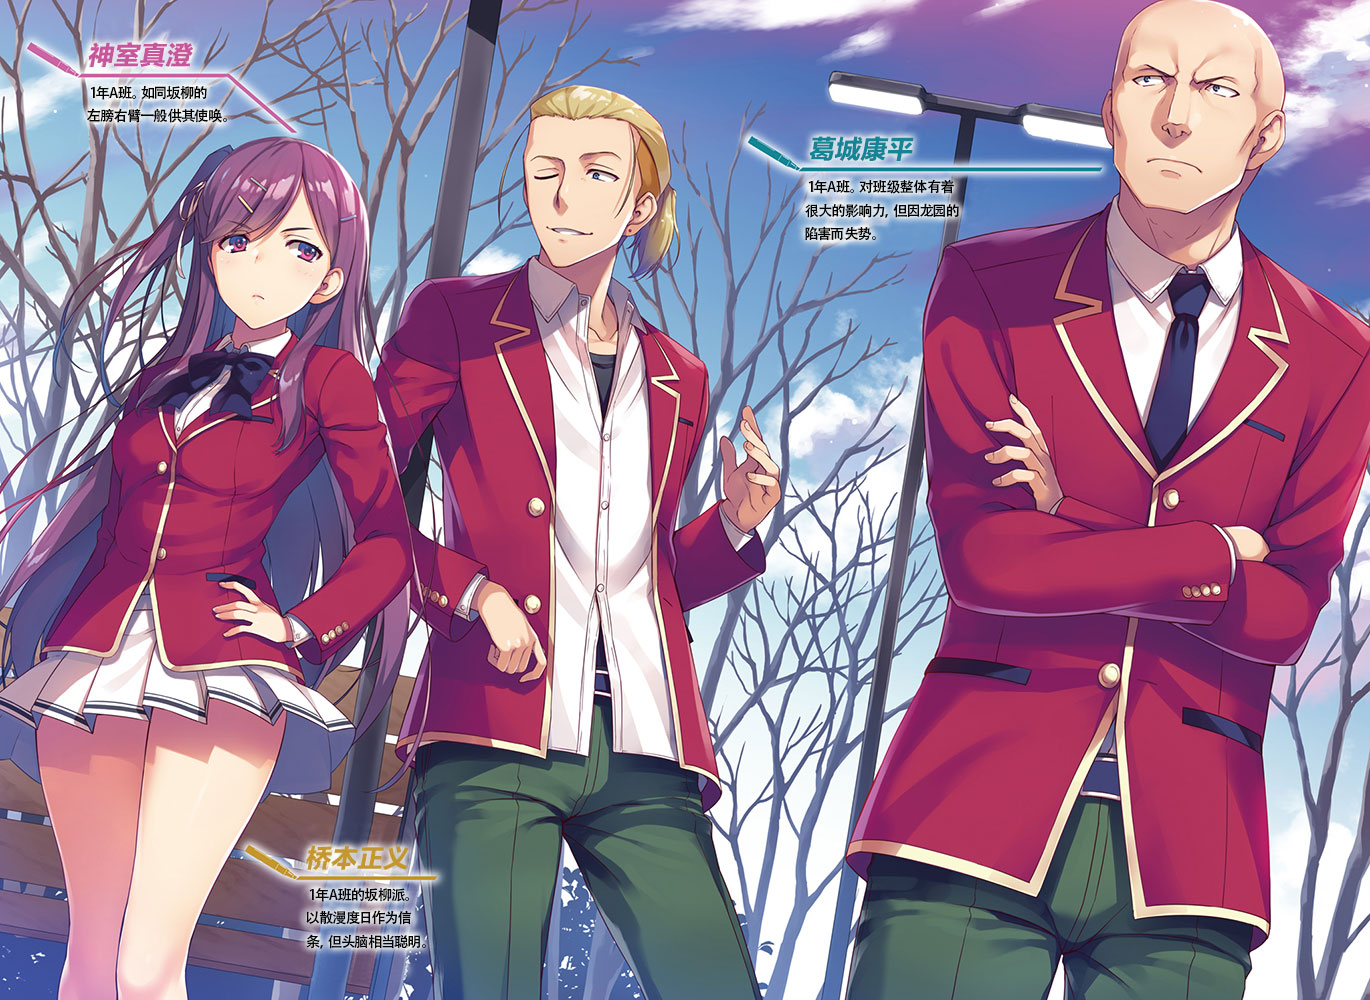 神室真澄
1年A班。如同坂柳的
左膀右臂一般供其使唤。
葛城康平
1年A班。对班级整体有着
很大的影响力, 但因龙园的
陷害而失势。
桥本正义
1年A班的坂柳派。
以散漫度日作为信
条, 但头脑相当聪明。